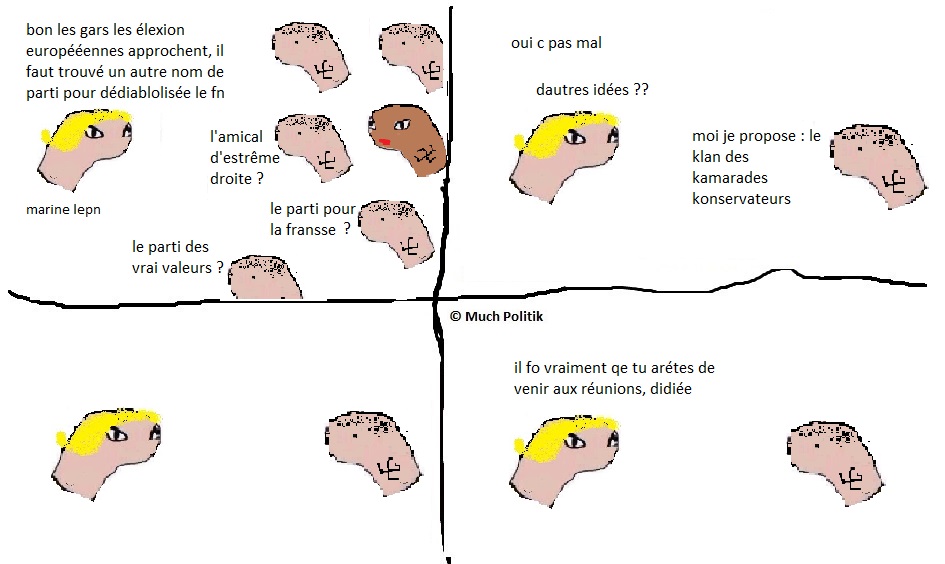 bon les gars les élexion
europééennes approchent, il
faut trouvé un autre nom de
parti pour dédiablolisée le fn
marine lepn
l'amical
d'estrême
droite ?
le parti pour
la fransse ?
le parti des
vrai valeurs ?
oui c pas mal
dautres idées ??
moi je propose : le
klan des
kamarades
konservateurs
© Much Politik
il fo vraiment qe tu arétes de
venir aux réunions, didiée